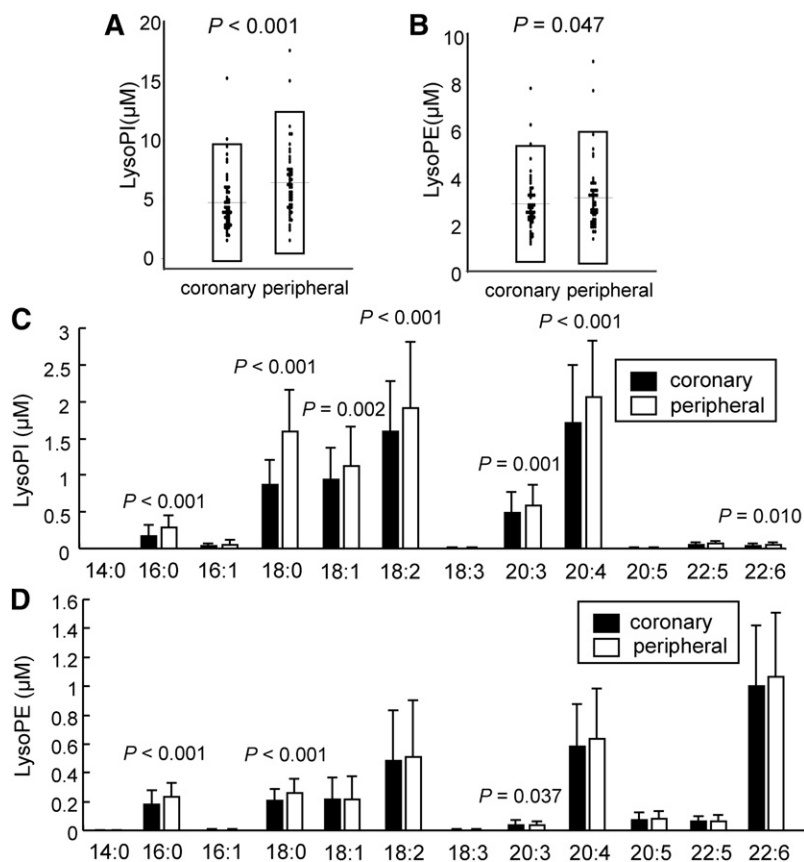 A
P < 0.001
20
15
10
5
0
LysoPI(μM)
coronary peripheral
B
P = 0.047
10
8
6
4
2
0
LysoPE(μM)
coronary peripheral
C
P < 0.001
P < 0.001
P < 0.001
P < 0.001
P = 0.002
P = 0.001
P = 0.010
coronary
peripheral
3
2.5
2
1.5
1
0.5
0
LysoPI (μM)
14:0 16:0 16:1 18:0 18:1 18:2 18:3 20:3 20:4 20:5 22:5 22:6
D
1.6
1.4
1.2
1
0.8
0.6
0.4
0.2
0
LysoPE (μM)
coronary
peripheral
P < 0.001
P < 0.001
P = 0.037
14:0 16:0 16:1 18:0 18:1 18:2 18:3 20:3 20:4 20:5 22:5 22:6